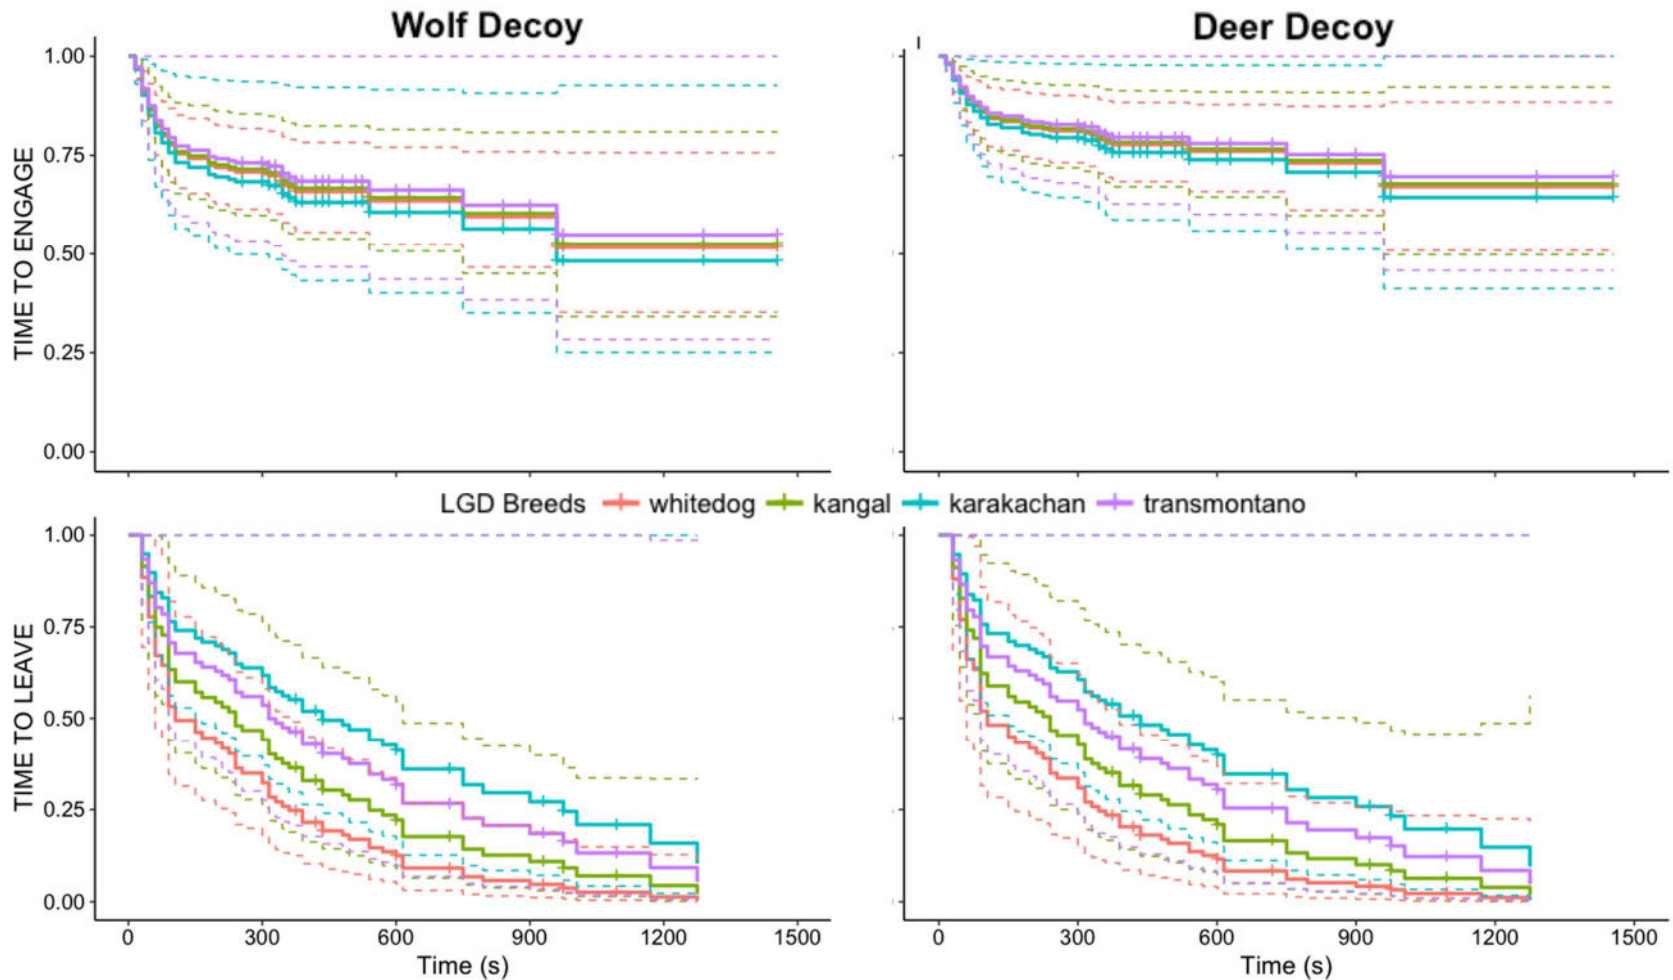 Wolf Decoy
Deer Decoy
TIME TO ENGAGE
1.00
0.75
0.50
0.25
0.00
LGD Breeds whitedog kangal karakachan transmontano
TIME TO LEAVE
1.00
0.75
0.50
0.25
0.00
0 300 600 900 1200 1500
0 300 600 900 1200 1500
Time (s)
Time (s)